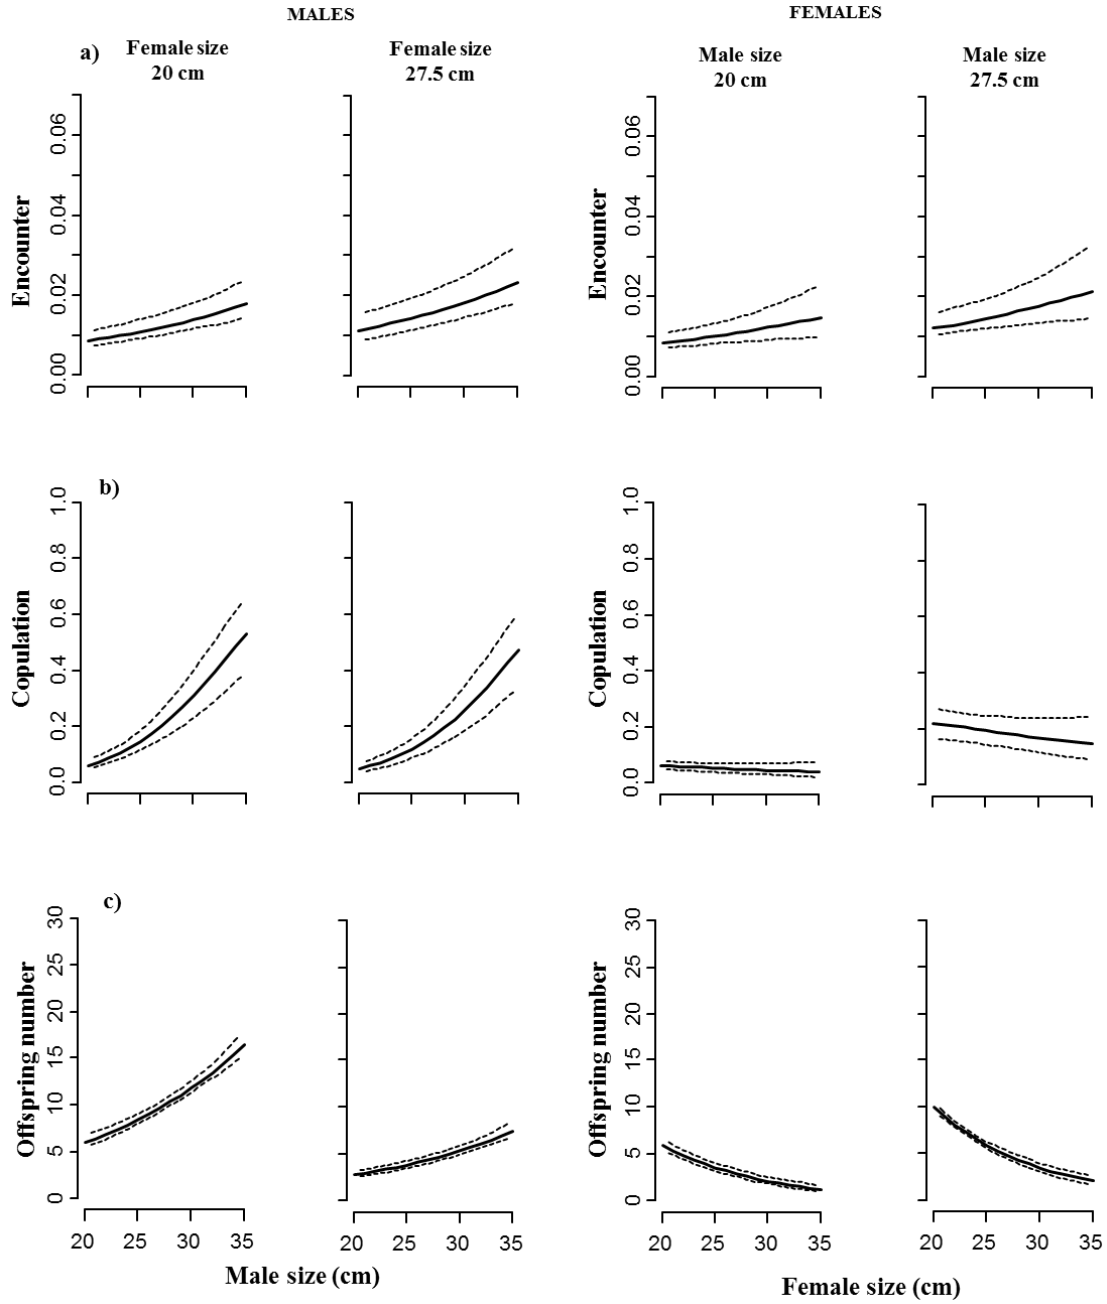 MALES
FEMALES
a)
Female size
20 cm
Female size
27.5 cm
Male size
20 cm
Male size
27.5 cm
Encounter
0.00 0.02 0.04 0.06
Encounter
0.00 0.02 0.04 0.06
b)
Copulation
0.0 0.2 0.4 0.6 0.8 1.0
Copulation
0.0 0.2 0.4 0.6 0.8 1.0
c)
Offspring number
30
25
20
15
10
5
0
Offspring number
30
25
20
15
10
5
0
20 25 30 35
20 25 30 35
20 25 30 35
20 25 30 35
Male size (cm)
Female size (cm)